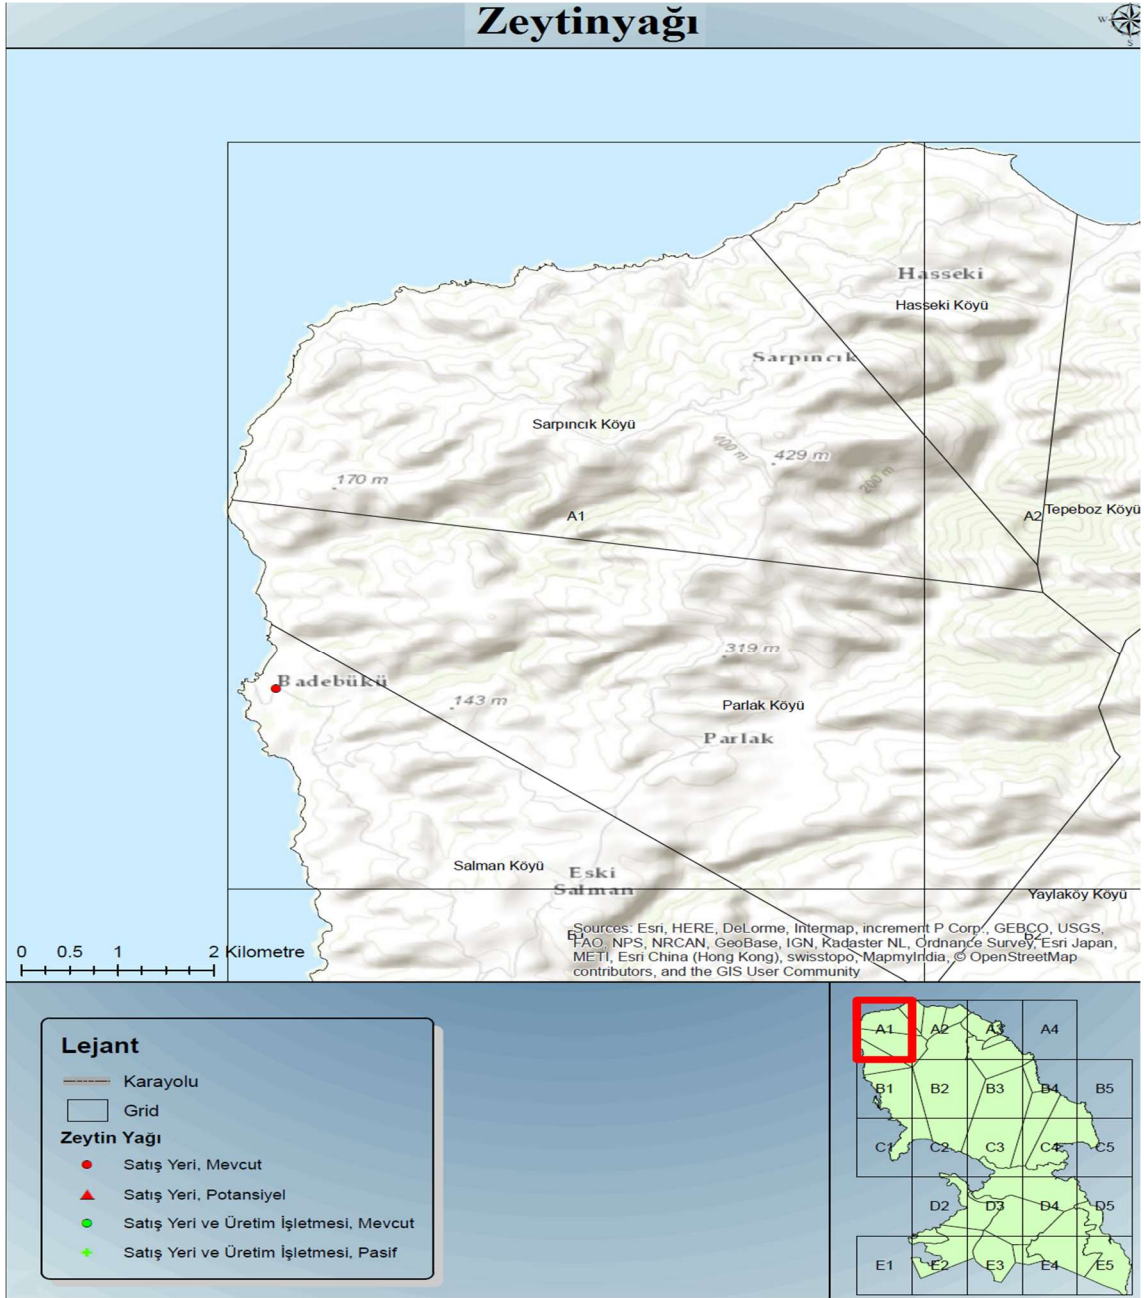 Zeytinyağı
W
S
Hasseki
Hasseki Köyü
Sarpıncık
Sarpıncık Köyü
200 m
429 m
170 m
A1
A2
Tepeboz Köyü
319 m
Badebükü
143 m
Parlak Köyü
Parlak
Salman Köyü
Eski
Salman
Yaylaköy Köyü
0 0.5 1 2 Kilometre
Sources: Esri, HERE, DeLorme, Intermap, increment P Corp., GEBCO, USGS,
FAO, NPS, NRCAN, GeoBase, IGN, Kadaster NL, Ordnance Survey, Esri Japan,
METI, Esri China (Hong Kong), swisstopo, MapmyIndia, © OpenStreetMap
contributors, and the GIS User Community
Lejant
Karayolu
Grid
Zeytin Yağı
Satış Yeri, Mevcut
Satış Yeri, Potansiyel
Satış Yeri ve Üretim İşletmesi, Mevcut
Satış Yeri ve Üretim İşletmesi, Pasif
A1 A2 A3 A4
B1 B2 B3 B4 B5
C1 C2 C3 C4 C5
D2 D3 D4 D5
E1 E2 E3 E4 E5